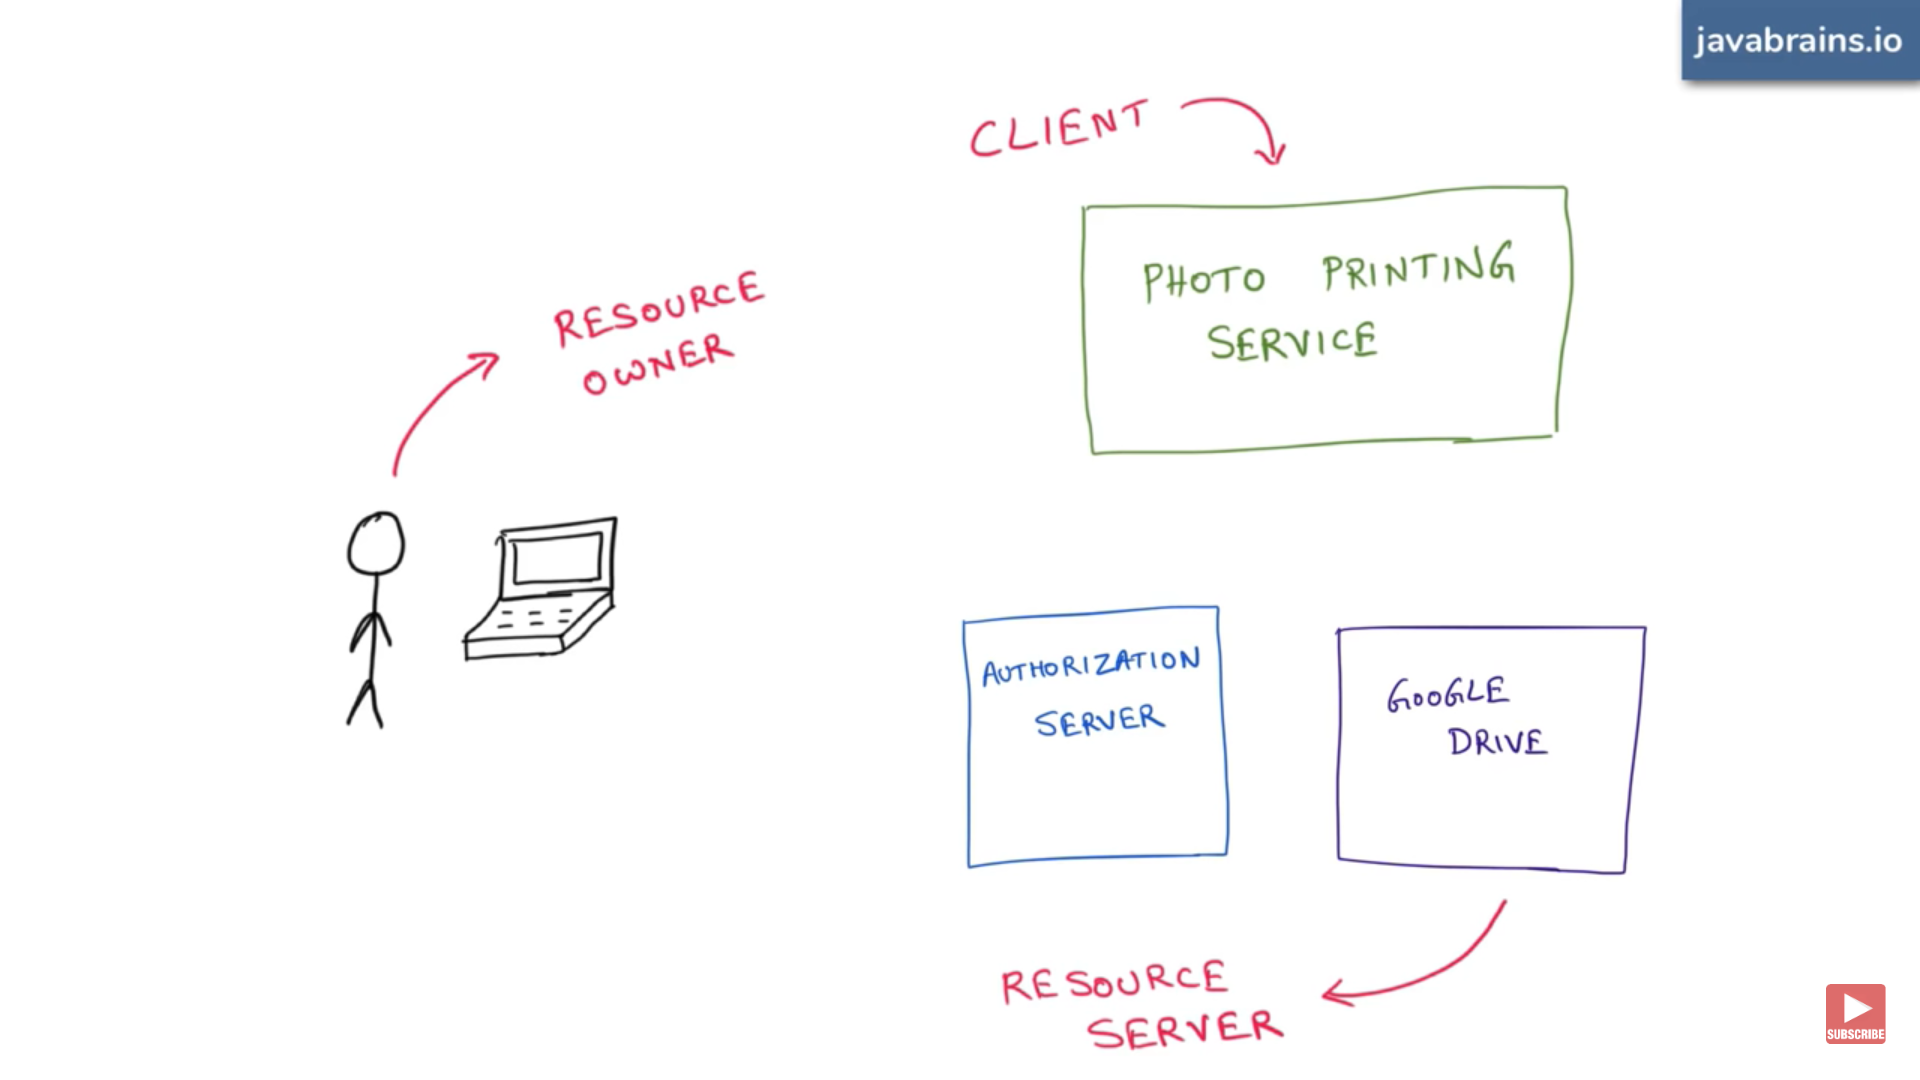 javabrains.io
CLIENT
PHOTO PRINTING
SERVICE
RESOURCE
OWNER
AUTHORIZATION
SERVER
GOOGLE
DRIVE
RESOURCE
SERVER
SUBSCRIBE